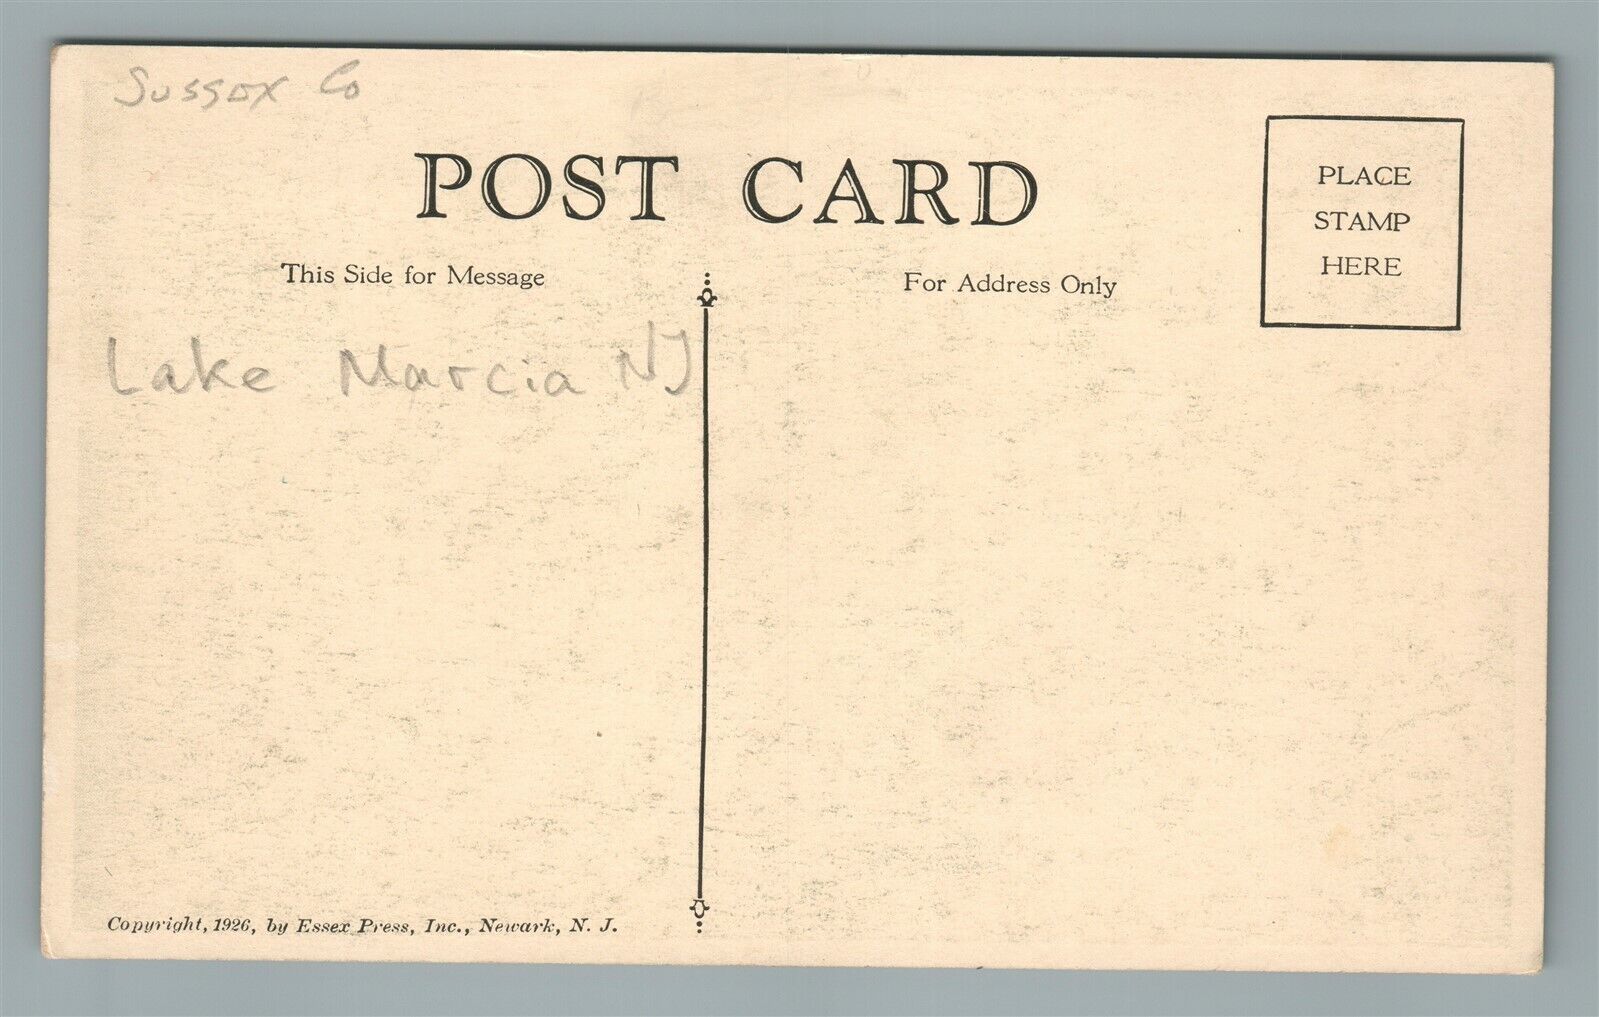 Sussex Co
POST CARD
PLACE
STAMP
HERE
This Side for Message
For Address Only
Lake Marcia NJ
Copyright, 1926, by Essex Press, Inc., Newark, N. J.